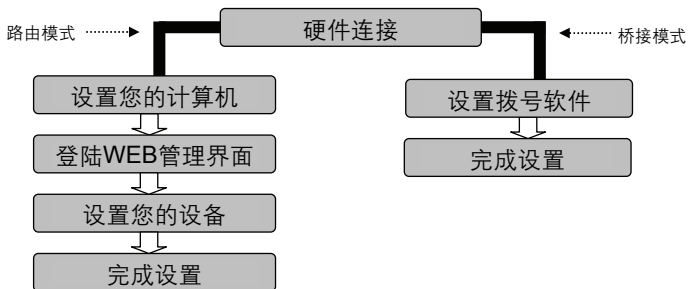 硬件连接
路由模式
桥接模式
设置您的计算机
设置拨号软件
登陆WEB管理界面
完成设置
设置您的设备
完成设置